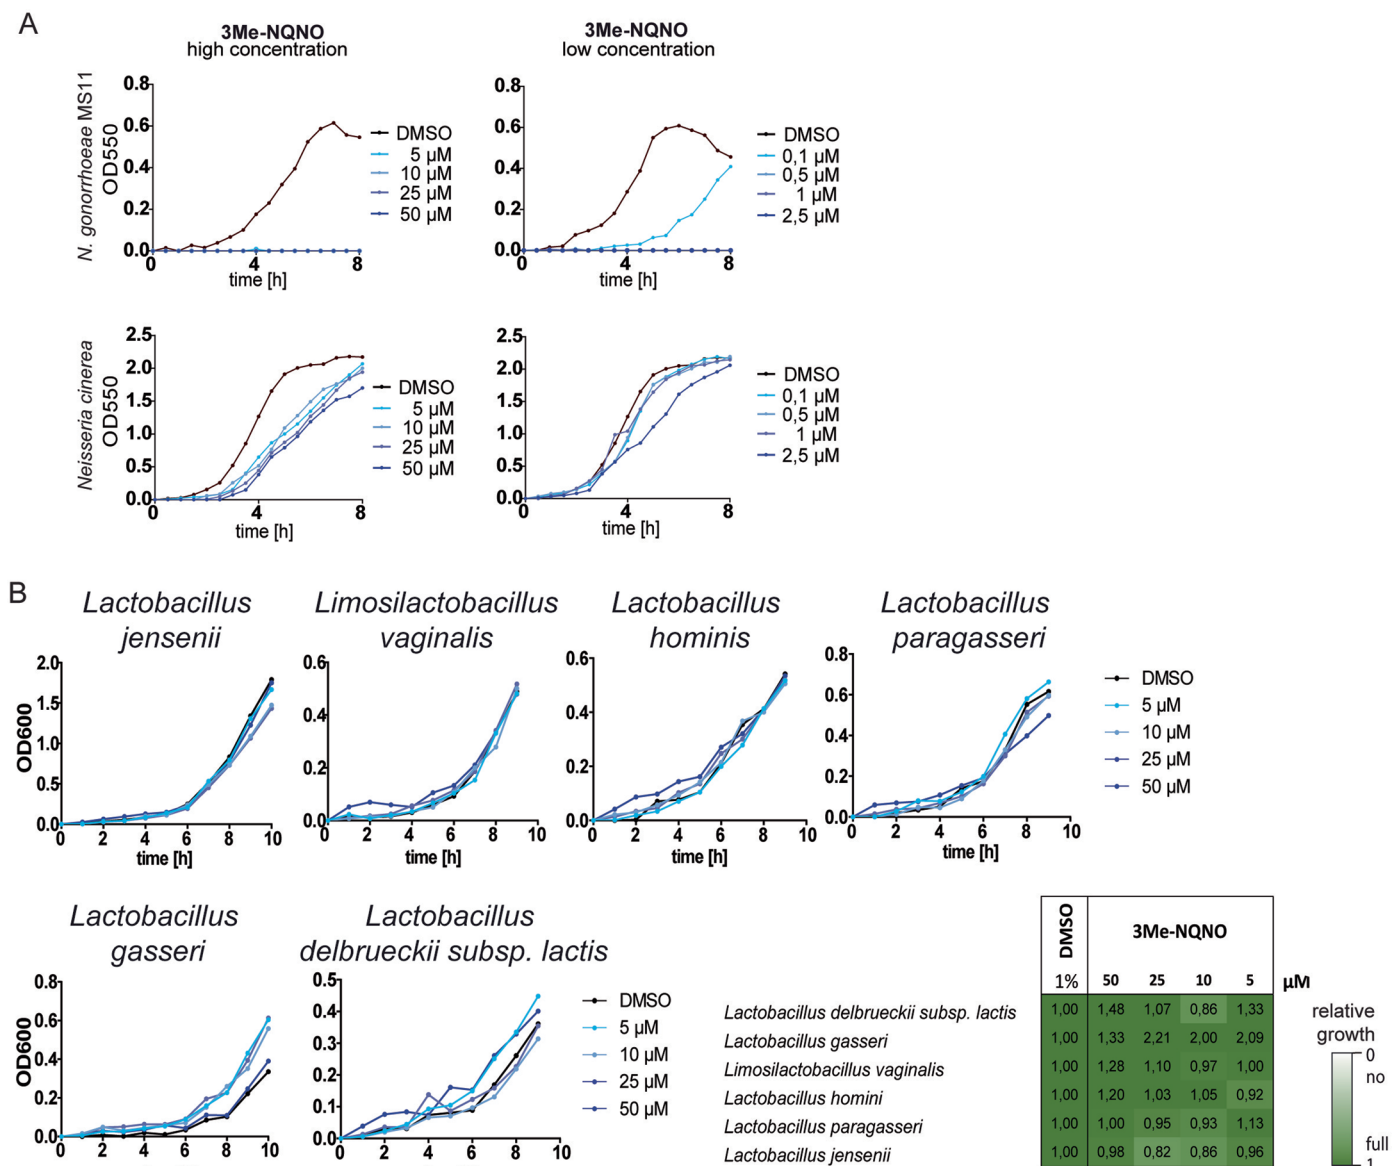 A
3Me-NQNO
high concentration
3Me-NQNO
low concentration
N. gonorrhoeae MS11
OD550
0.8
0.6
0.4
0.2
0.0
0 4 8
time [h]
DMSO
5 µM
10 µM
25 µM
50 µM
0.8
0.6
0.4
0.2
0.0
0 4 8
time [h]
DMSO
0,1 µM
0,5 µM
1 µM
2,5 µM
Neisseria cinerea
OD550
2.5
2.0
1.5
1.0
0.5
0.0
0 4 8
time [h]
DMSO
5 µM
10 µM
25 µM
50 µM
2.5
2.0
1.5
1.0
0.5
0.0
0 4 8
time [h]
DMSO
0,1 µM
0,5 µM
1 µM
2,5 µM
B
Lactobacillus
jensenii
OD600
2.0
1.5
1.0
0.5
0.0
0 2 4 6 8 10
time [h]
Limosilactobacillus
vaginalis
0.6
0.4
0.2
0.0
0 2 4 6 8 10
time [h]
Lactobacillus
hominis
0.6
0.4
0.2
0.0
0 2 4 6 8 10
time [h]
Lactobacillus
paragasseri
0.8
0.6
0.4
0.2
0.0
0 2 4 6 8 10
time [h]
DMSO
5 µM
10 µM
25 µM
50 µM
Lactobacillus
gasseri
OD600
0.8
0.6
0.4
0.2
0.0
0 2 4 6 8 10
Lactobacillus
delbrueckii subsp. lactis
0.5
0.4
0.3
0.2
0.1
0.0
0 2 4 6 8 10
DMSO
5 µM
10 µM
25 µM
50 µM
DMSO
3Me-NQNO
1% 50 25 10 5 µM
Lactobacillus delbrueckii subsp. lactis 1,00 1,48 1,07 0,86 1,33
Lactobacillus gasseri 1,00 1,33 2,21 2,00 2,09
Limosilactobacillus vaginalis 1,00 1,28 1,10 0,97 1,00
Lactobacillus homini 1,00 1,20 1,03 1,05 0,92
Lactobacillus paragasseri 1,00 1,00 0,95 0,93 1,13
Lactobacillus jensenii 1,00 0,98 0,82 0,86 0,96
relative
growth
0
no
full
1